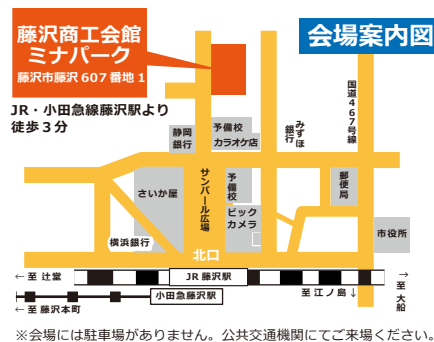 藤沢商工会館
ミナパーク
藤沢市藤沢607番地1
会場案内図
JR・小田急線藤沢駅より
徒歩3分
国道467号線
静岡
銀行
予備校
カラオケ店
みずほ
銀行
サンパール広場
さいか屋
予備校
郵便局
ビック
カメラ
横浜銀行
市役所
北口
← 至 辻堂
JR 藤沢駅
→ 至 大船
小田急藤沢駅
至 江ノ島 ↓
← 至 藤沢本町
※会場には駐車場がありません。公共交通機関にてご来場ください。